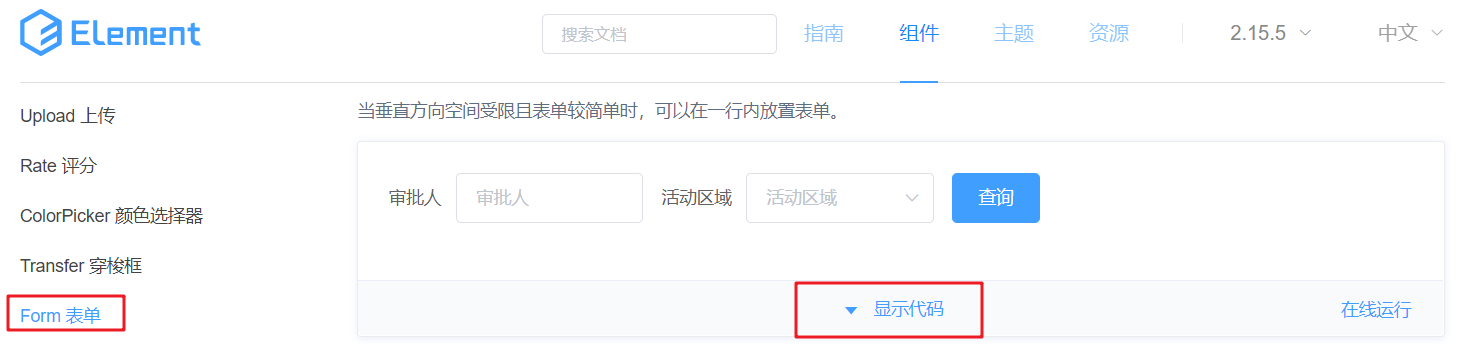 Element 搜索文档 指南 组件 主题 资源 2.15.5 中文
Upload 上传
Rate 评分
ColorPicker 颜色选择器
Transfer 穿梭框
Form 表单
当垂直方向空间受限且表单较简单时，可以在一行内放置表单。
审批人 审批人 活动区域 活动区域 查询
显示代码 在线运行